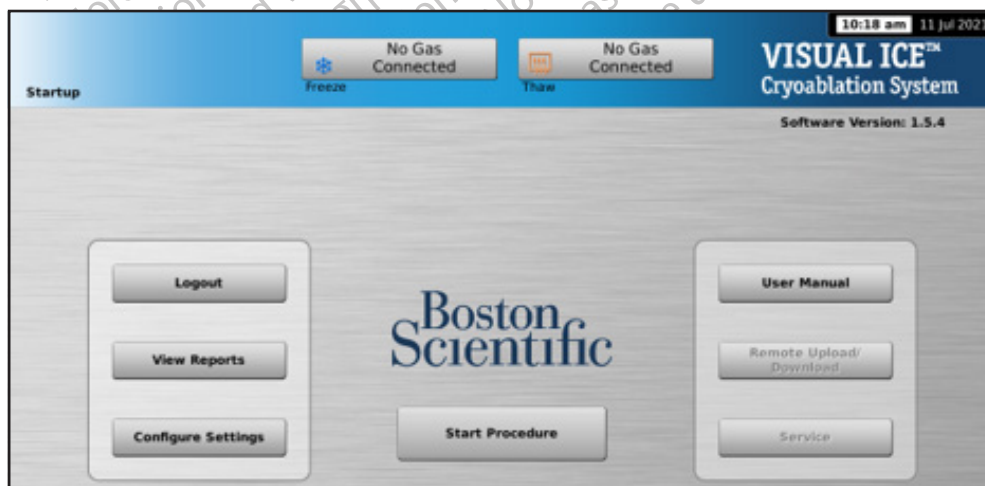 10:18 am 11 Jul 2021
No Gas
Connected
Freeze
No Gas
Connected
Thaw
VISUAL ICE™
Cryoablation System
Startup
Software Version: 1.5.4
Logout
View Reports
Configure Settings
Boston
Scientific
Start Procedure
User Manual
Remote Upload/
Download
Service